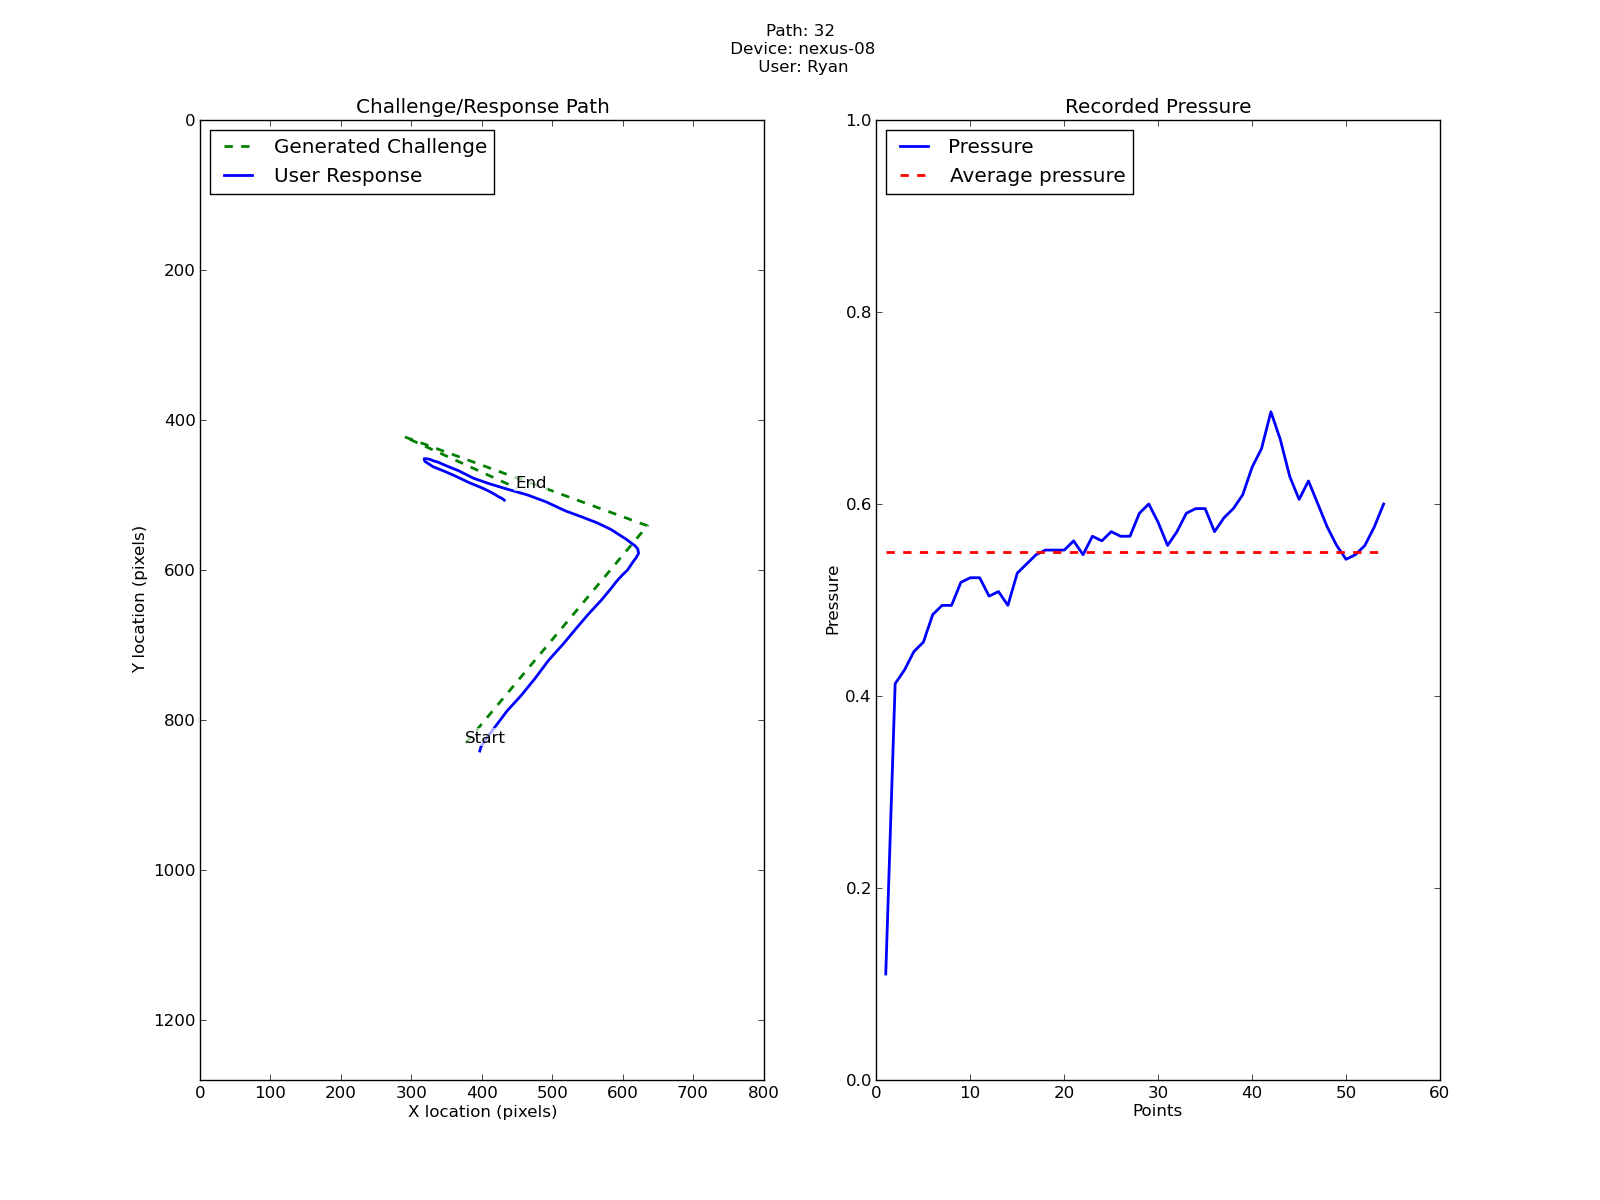 Path: 32
Device: nexus-08
User: Ryan
Challenge/Response Path
Generated Challenge
User Response
0
200
400
600
800
1000
1200
Y location (pixels)
End
Start
0 100 200 300 400 500 600 700 800
X location (pixels)
Recorded Pressure
Pressure
Average pressure
1.0
0.8
0.6
0.4
0.2
0.0
Pressure
0 10 20 30 40 50 60
Points